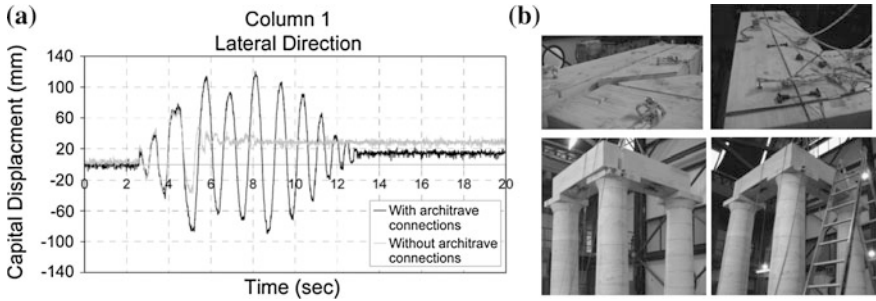 (a)
Column 1
Lateral Direction
Capital Displacment (mm)
140
100
60
20
-20
-60
-100
-140
0
2
4
6
8
10
12
14
16
18
20
With architrave
connections
Without architrave
connections
Time (sec)
(b)